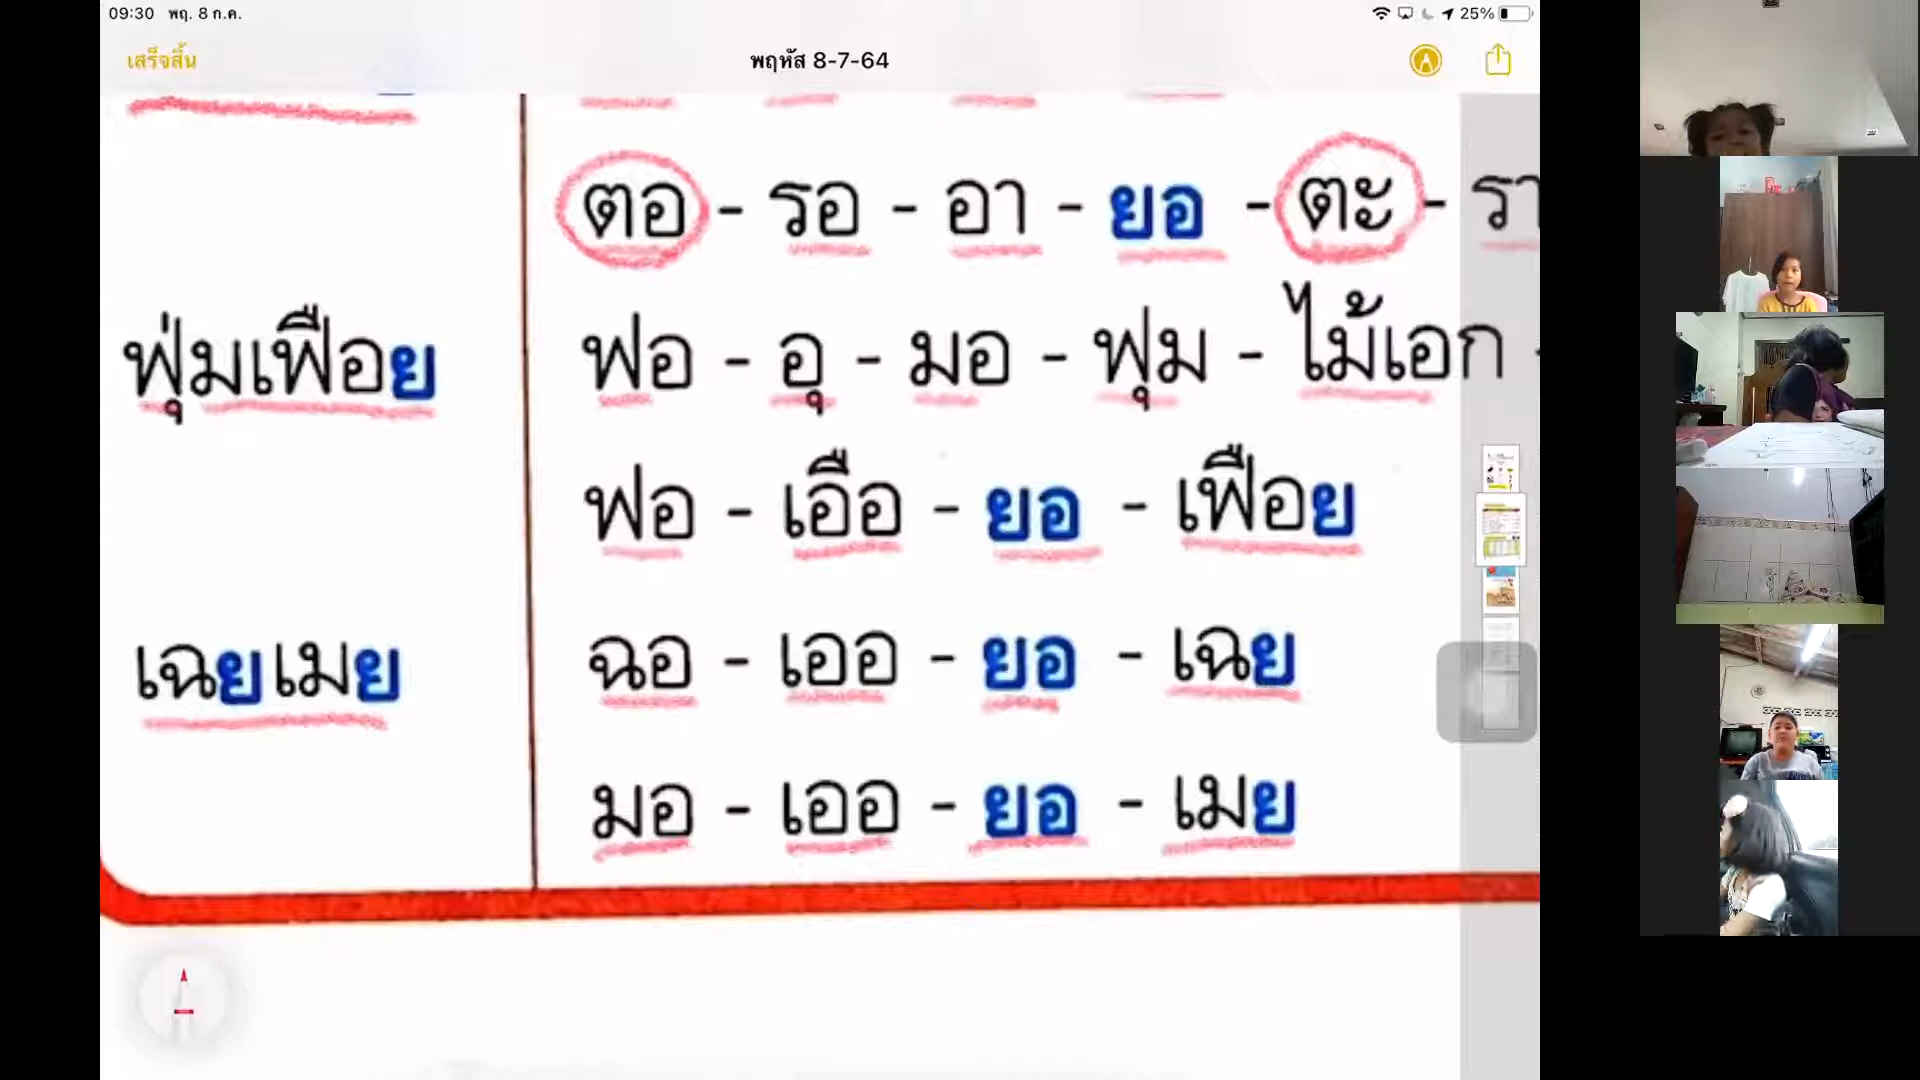 09:30 พฤ. 8 ก.ค. 25%
เสร็จสิ้น พฤหัส 8-7-64
ตอ - รอ - อา - ยอ - ตะ - รา
ฟุ่มเฟือย ฟอ - อุ - มอ - ฟุม - ไม้เอก -
ฟอ - เอือ - ยอ - เฟือย
เฉยเมย ฉอ - เออ - ยอ - เฉย
มอ - เออ - ยอ - เมย